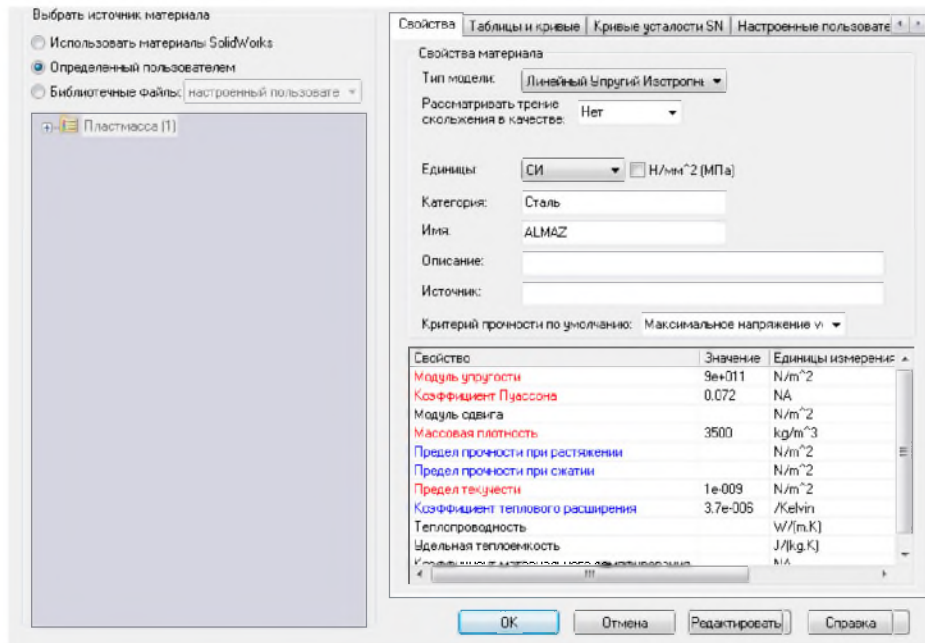 Выбрать источник материала
Использовать материалы SolidWorks
Определенный пользователем
Библиотечные файлы: настроенный пользовате
Пластмасса (1)
Свойства Таблицы и кривые Кривые усталости SN Настроенные пользовате
Свойства материала
Тип модели: Линейный Упругий Изотропн
Рассматривать трение
скольжения в качестве: Нет
Единицы: СИ Н/мм^2 (МПа)
Категория: Сталь
Имя: ALMAZ
Описание:
Источник:
Критерий прочности по умолчанию: Максимальное напряжение
Свойство Значение Единицы измерения
Модуль упругости 9e+011 N/m^2
Коэффициент Пуассона 0.072 NA
Модуль сдвига N/m^2
Массовая плотность 3500 kg/m^3
Предел прочности при растяжении N/m^2
Предел прочности при сжатии N/m^2
Предел текучести 1e-009 N/m^2
Коэффициент теплового расширения 3.7e-006 /Kelvin
Теплопроводность W/(m.K)
Удельная теплоемкость J/(kg.K)
Коэффициент материального демпфирования NA
OK Отмена Редактировать Справка